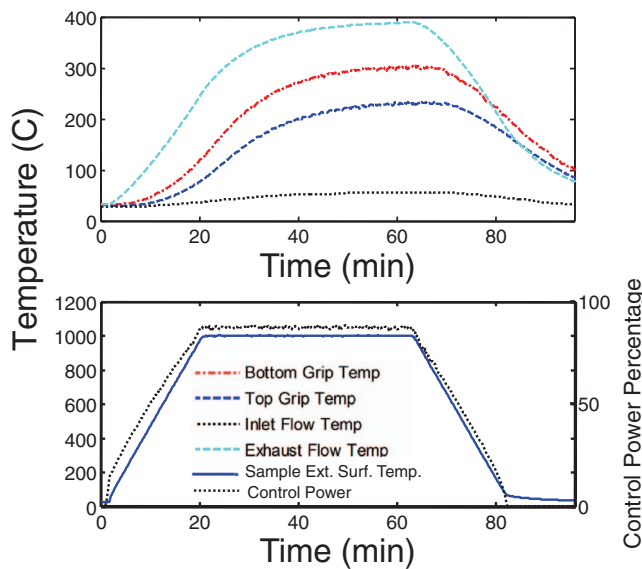 400
300
200
100
0
0 20 40 60 80
Time (min)
Temperature (C)
1200
1000
800
600
400
200
0
100
50
0
Control Power Percentage
Bottom Grip Temp
Top Grip Temp
Inlet Flow Temp
Exhaust Flow Temp
Sample Ext. Surf. Temp.
Control Power
0 20 40 60 80
Time (min)